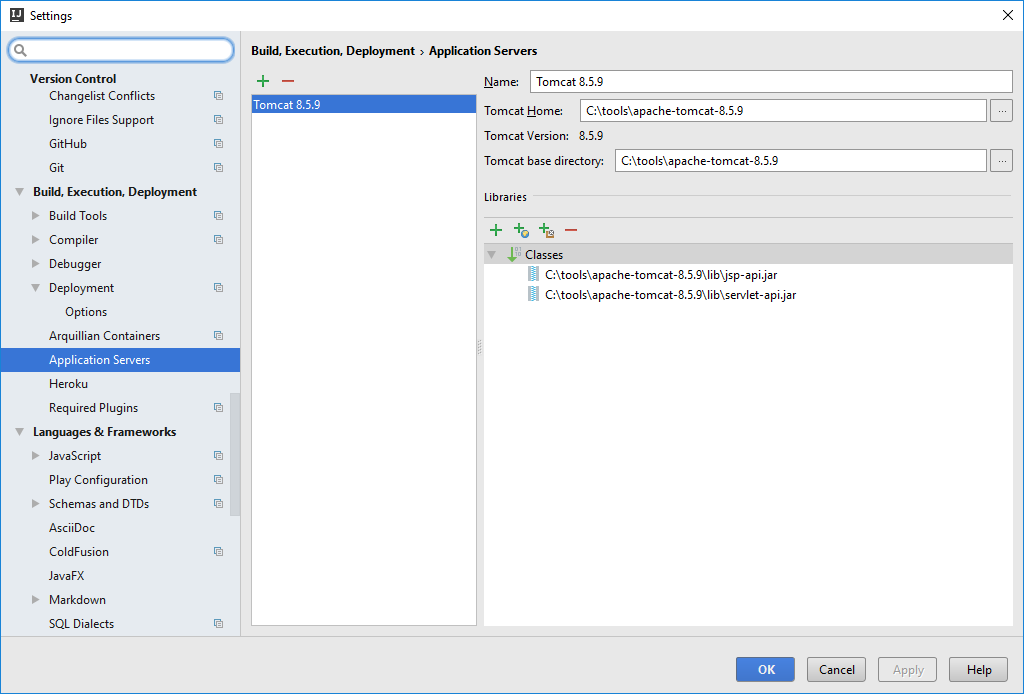 Settings
Version Control
Changelist Conflicts
Ignore Files Support
GitHub
Git
Build, Execution, Deployment
Build Tools
Compiler
Debugger
Deployment
Options
Arquillian Containers
Application Servers
Heroku
Required Plugins
Languages & Frameworks
JavaScript
Play Configuration
Schemas and DTDs
AsciiDoc
ColdFusion
JavaFX
Markdown
SQL Dialects
Build, Execution, Deployment › Application Servers
Tomcat 8.5.9
Name: Tomcat 8.5.9
Tomcat Home: C:\tools\apache-tomcat-8.5.9 ...
Tomcat Version: 8.5.9
Tomcat base directory: C:\tools\apache-tomcat-8.5.9 ...
Libraries
Classes
C:\tools\apache-tomcat-8.5.9\lib\jsp-api.jar
C:\tools\apache-tomcat-8.5.9\lib\servlet-api.jar
OK Cancel Apply Help